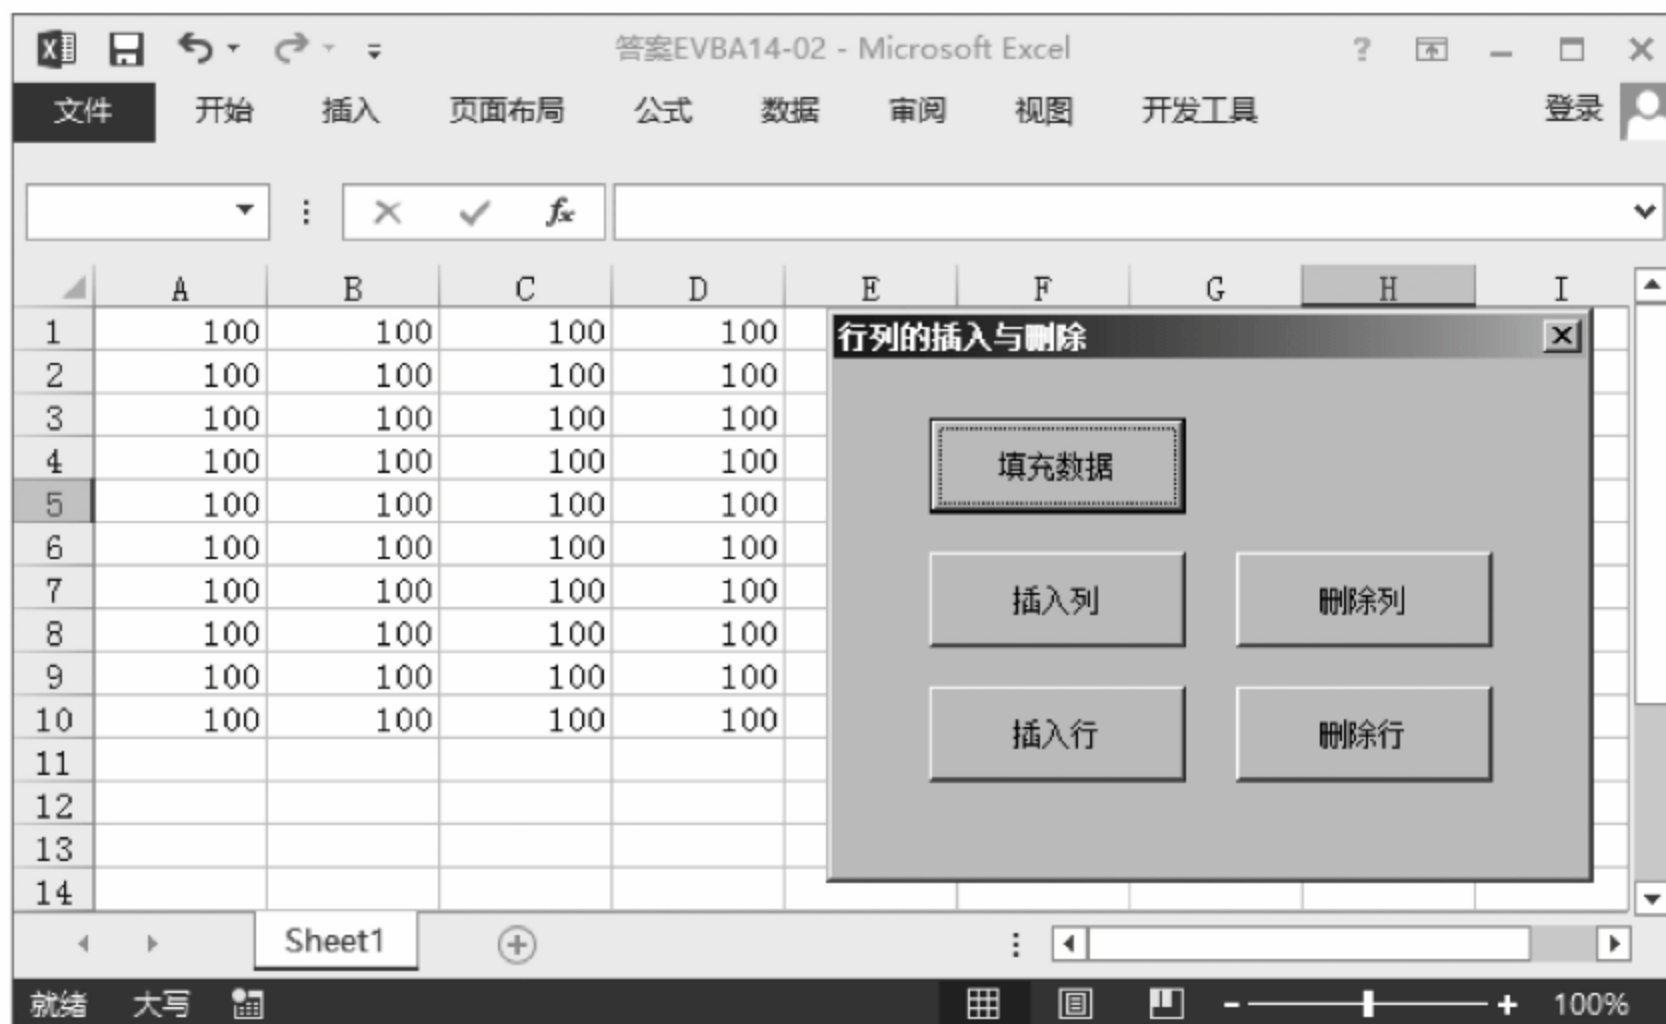 答案EVBA14-02 - Microsoft Excel
文件 开始 插入 页面布局 公式 数据 审阅 视图 开发工具 登录
fx
A B C D E F G H I
1 100 100 100 100
2 100 100 100 100
3 100 100 100 100
4 100 100 100 100
5 100 100 100 100
6 100 100 100 100
7 100 100 100 100
8 100 100 100 100
9 100 100 100 100
10 100 100 100 100
11
12
13
14
行列的插入与删除
填充数据
插入列 删除列
插入行 删除行
Sheet1
就绪 大写 100%